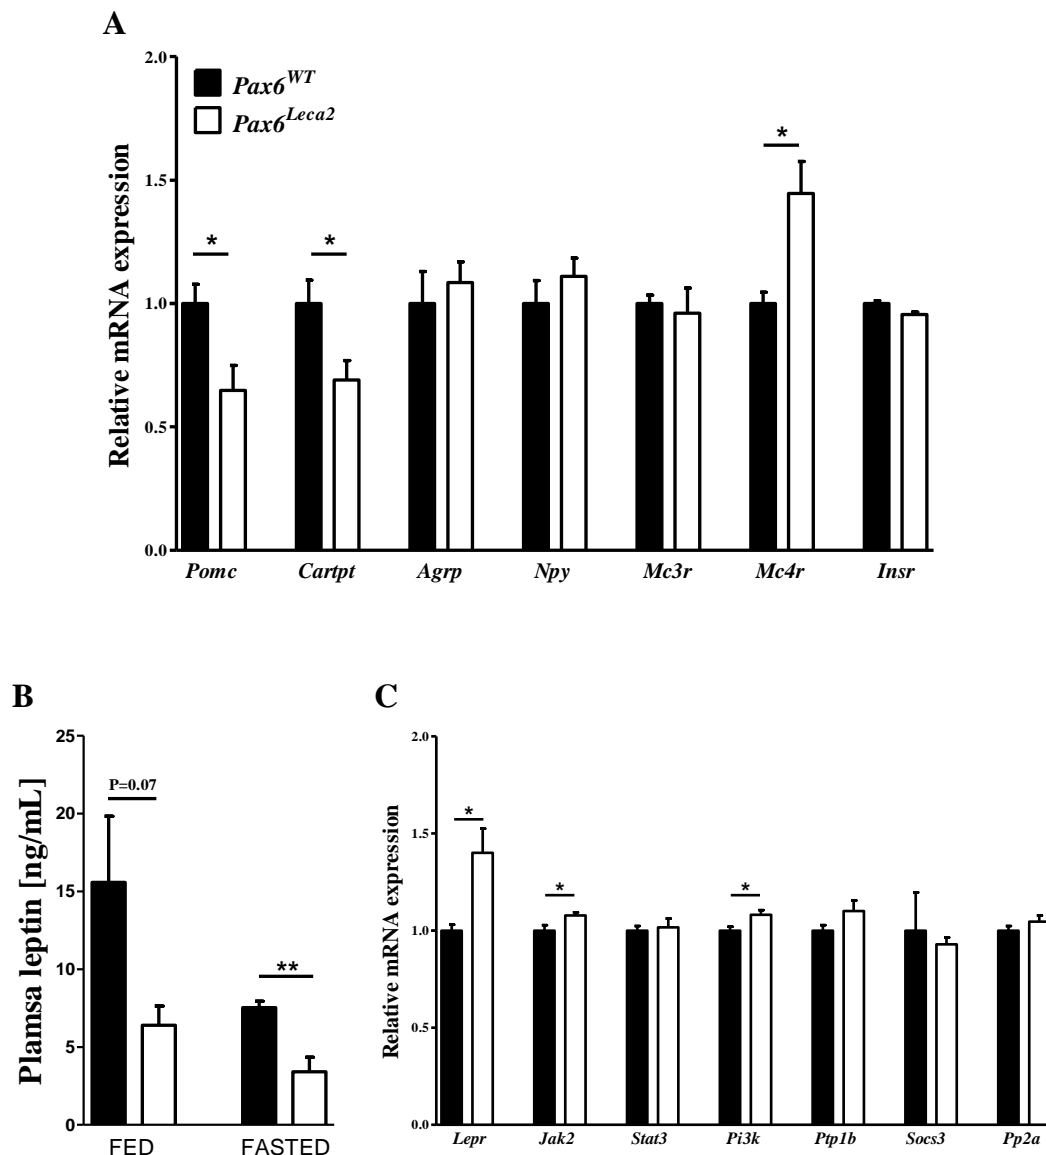 A
2.0
Pax6WT
Pax6Leca2
*
1.5
* *
1.0
0.5
0.0
Relative mRNA expression
Pomc Cartpt Agrp Npy Mc3r Mc4r Insr
B
25
P=0.07
20
15
10
**
5
0
Plamsa leptin [ng/mL]
FED FASTED
C
2.0
*
1.5
* *
1.0
0.5
0.0
Relative mRNA expression
Lepr Jak2 Stat3 Pi3k Ptp1b Socs3 Pp2a